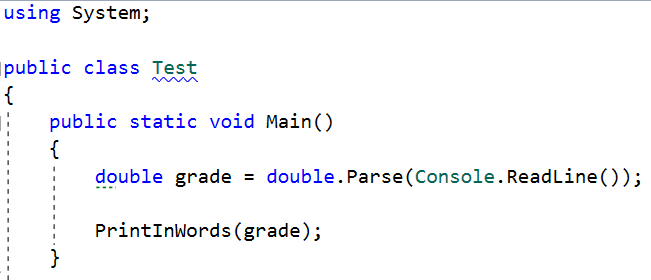 using System;
public class Test
{
public static void Main()
{
double grade = double.Parse(Console.ReadLine());
PrintInWords(grade);
}